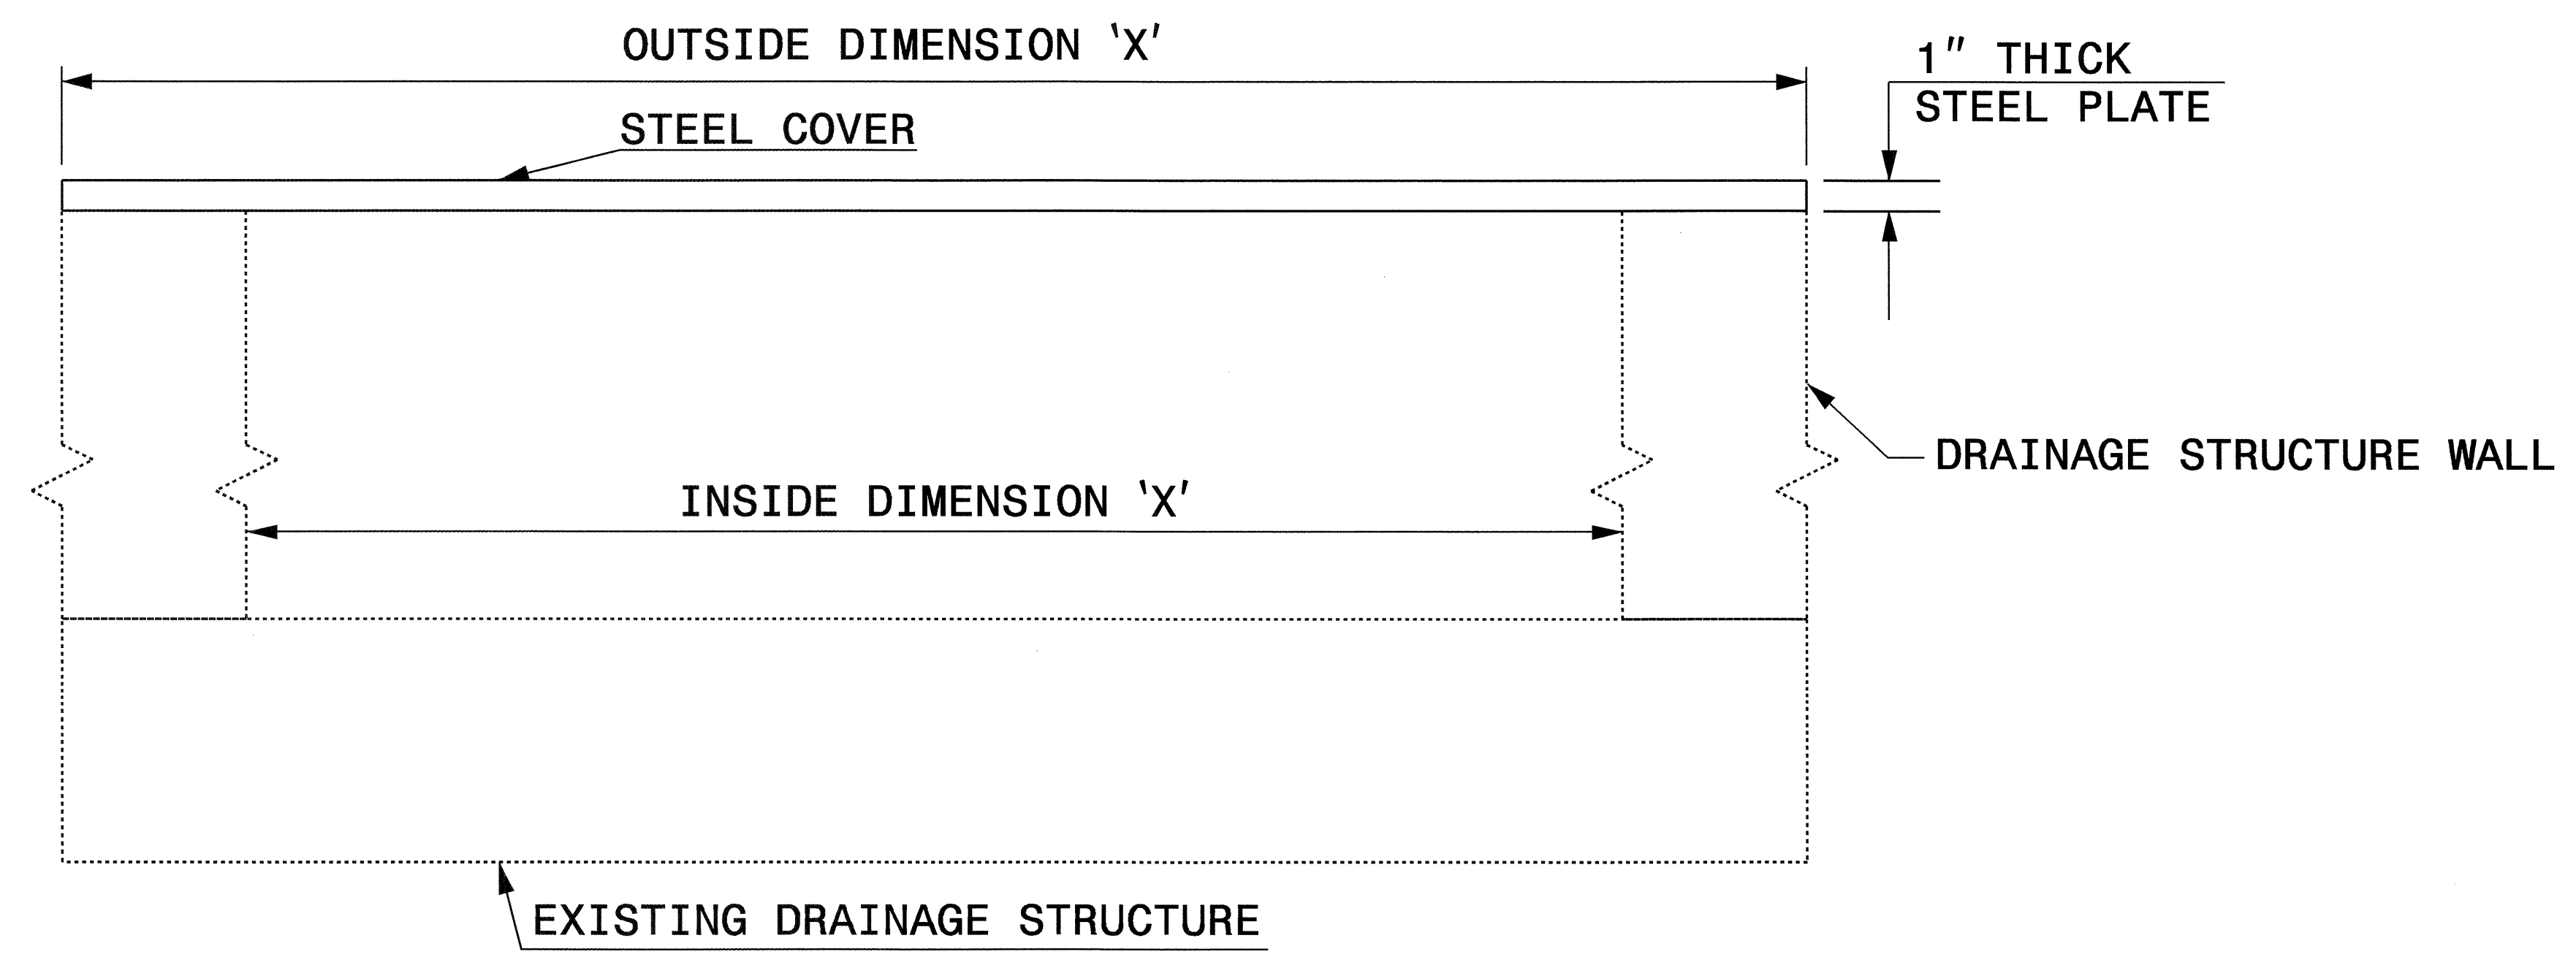 OUTSIDE DIMENSION 'X'
1" THICK
STEEL PLATE
STEEL COVER
DRAINAGE STRUCTURE WALL
INSIDE DIMENSION 'X'
EXISTING DRAINAGE STRUCTURE